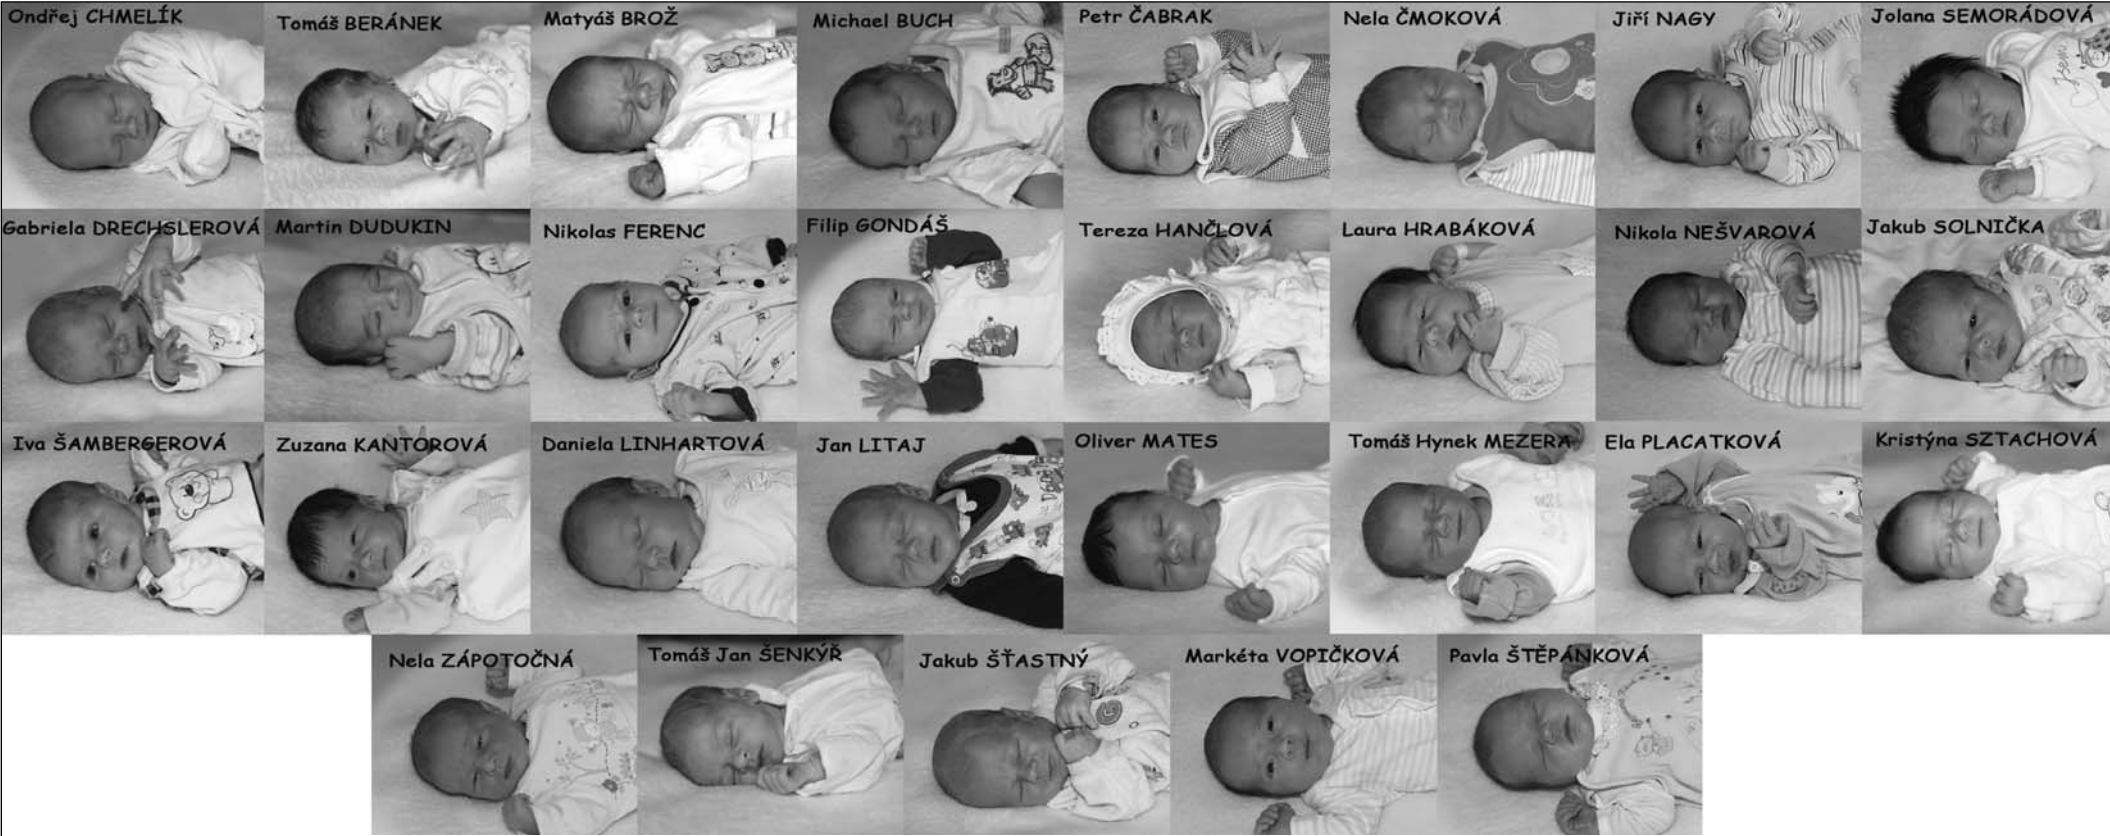 Ondřej CHMELÍK
Tomáš BERÁNEK
Matyáš BROŽ
Michael BUCH
Petr ČABRAK
Nela ČMOKOVÁ
Jiří NAGY
Jolana SEMORÁDOVÁ
Jsem
Gabriela DRECHSLEROVÁ
Martin DUDUKIN
Nikolas FERENC
Filip GONDÁŠ
Tereza HANČLOVÁ
Laura HRABÁKOVÁ
Nikola NEŠVAROVÁ
Jakub SOLNIČKA
Iva ŠAMBERGEROVÁ
Zuzana KANTOROVÁ
Daniela LINHARTOVÁ
Jan LITAJ
Oliver MATES
Tomáš Hynek MEZERA
Ela PLACATKOVÁ
Kristýna SZTACHOVÁ
Nela ZÁPOTOČNÁ
Tomáš Jan ŠENKÝŘ
Jakub ŠŤASTNÝ
Markéta VOPIČKOVÁ
Pavla ŠTĚPÁNKOVÁ